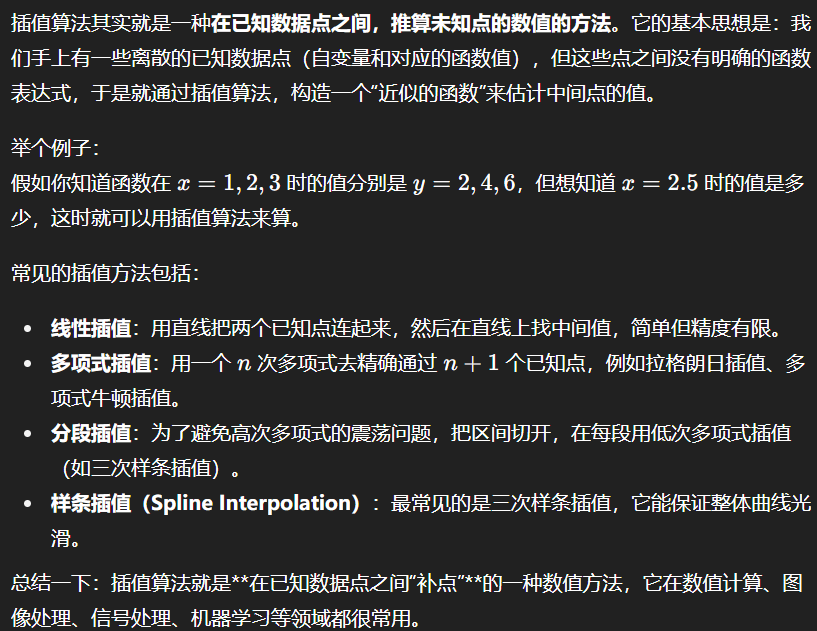 插值算法其实就是一种在已知数据点之间，推算未知点的数值的方法。它的基本思想是：我
们手上有一些离散的已知数据点（自变量和对应的函数值），但这些点之间没有明确的函数
表达式，于是就通过插值算法，构造一个“近似的函数”来估计中间点的值。
举个例子：
假如你知道函数在 x = 1, 2, 3 时的值分别是 y = 2, 4, 6，但想知道 x = 2.5 时的值是多
少，这时就可以用插值算法来算。
常见的插值方法包括：
• 线性插值：用直线把两个已知点连起来，然后在直线上找中间值，简单但精度有限。
• 多项式插值：用一个 n 次多项式去精确通过 n + 1 个已知点，例如拉格朗日插值、多
项式牛顿插值。
• 分段插值：为了避免高次多项式的震荡问题，把区间切开，在每段用低次多项式插值
（如三次样条插值）。
• 样条插值（Spline Interpolation）：最常见的是三次样条插值，它能保证整体曲线光
滑。
总结一下：插值算法就是**在已知数据点之间“补点”**的一种数值方法，它在数值计算、图
像处理、信号处理、机器学习等领域都很常用。